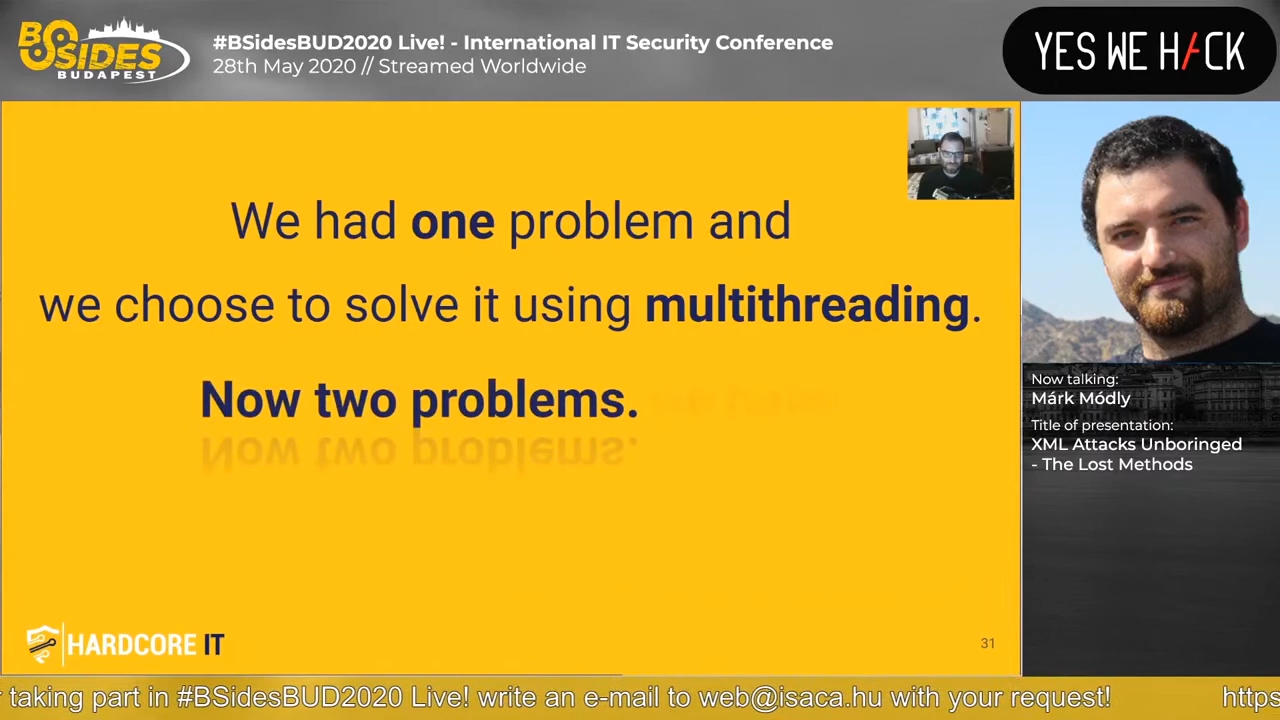 BSIDES
BUDAPEST
#BSidesBUD2020 Live! - International IT Security Conference
28th May 2020 // Streamed Worldwide
YES WE H/CK
We had one problem and
we choose to solve it using multithreading.
Now two problems.
Now talking:
Márk Módly
Title of presentation:
XML Attacks Unboringed
- The Lost Methods
HARDCORE IT
31
taking part in #BSidesBUD2020 Live! write an e-mail to web@isaca.hu with your request!
https